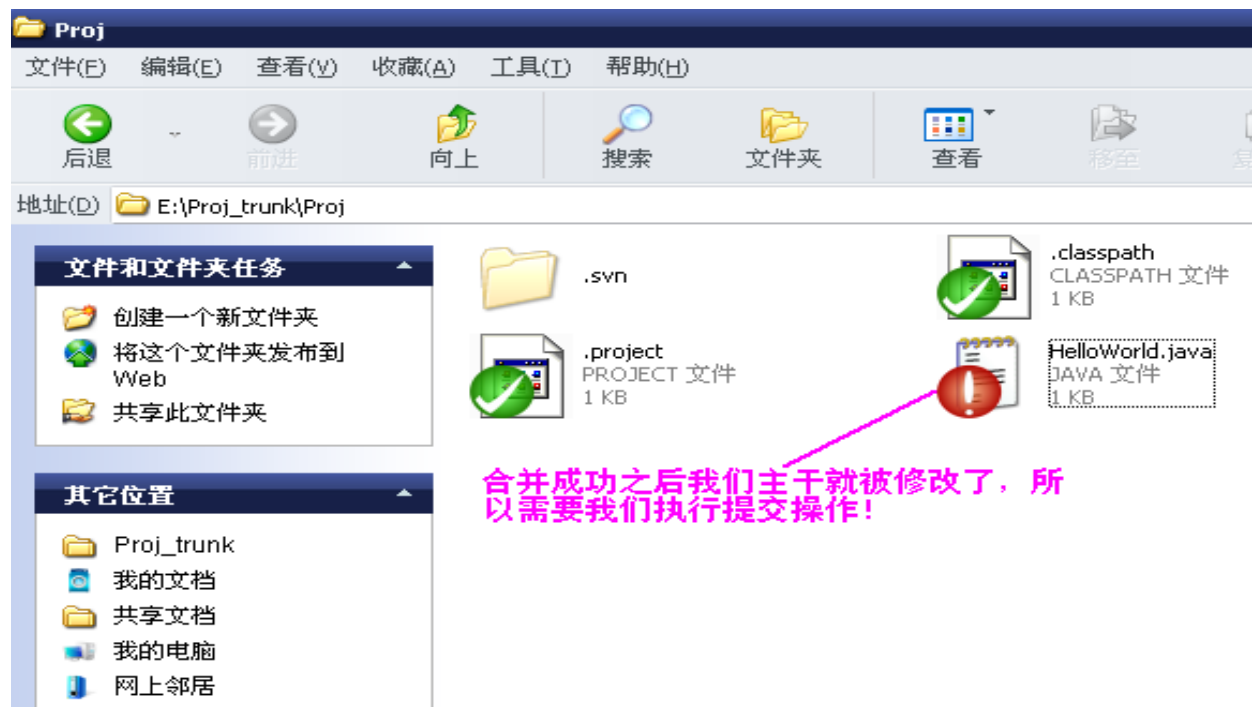 Proj
文件(F) 编辑(E) 查看(V) 收藏(A) 工具(T) 帮助(H)
后退 前进 向上 搜索 文件夹 查看 移至
地址(D) E:\Proj_trunk\Proj
文件和文件夹任务
创建一个新文件夹
将这个文件夹发布到
Web
共享此文件夹
其它位置
Proj_trunk
我的文档
共享文档
我的电脑
网上邻居
.svn
.classpath
CLASSPATH 文件
1 KB
.project
PROJECT 文件
1 KB
HelloWorld.java
JAVA 文件
1 KB
合并成功之后我们主干就被修改了，所
以需要我们执行提交操作！